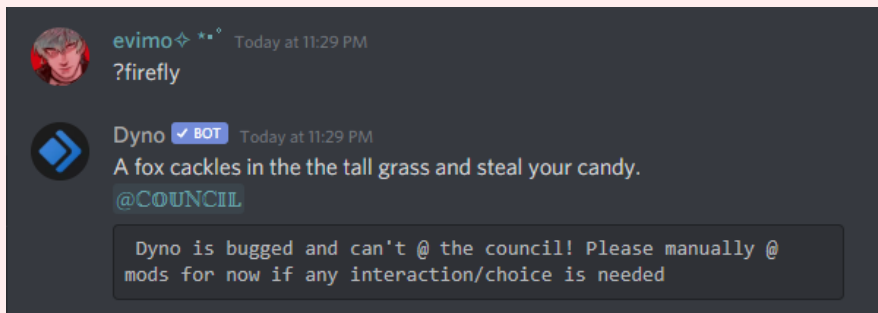 evimo✧ *▪° Today at 11:29 PM
?firefly
Dyno ✔ BOT Today at 11:29 PM
A fox cackles in the the tall grass and steal your candy.
@ℂ𝕆𝕌ℕℂ𝕀𝕃
Dyno is bugged and can't @ the council! Please manually @
mods for now if any interaction/choice is needed